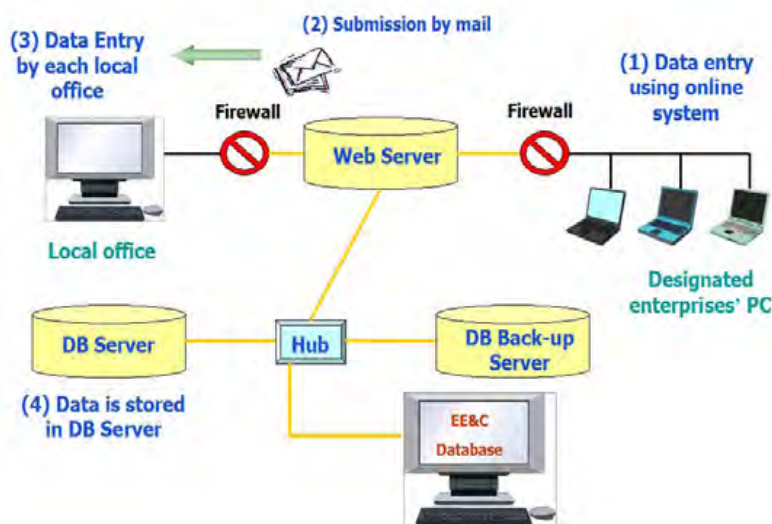 (2) Submission by mail
(3) Data Entry
by each local
office
(1) Data entry
using online
system
Firewall
Firewall
Web Server
Local office
Designated
enterprises' PC
DB Server
Hub
DB Back-up
Server
(4) Data is stored
in DB Server
EE&C
Database